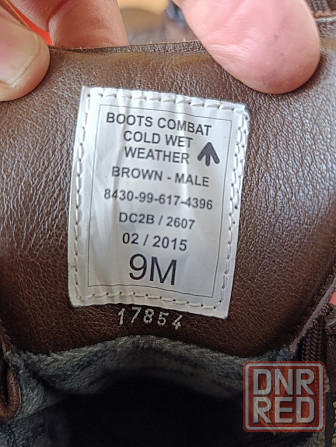 BOOTS COMBAT
COLD WET
WEATHER
BROWN - MALE
8430-99-617-4396
DC2B / 2607
02 / 2015
9M
17854
DNR
RED